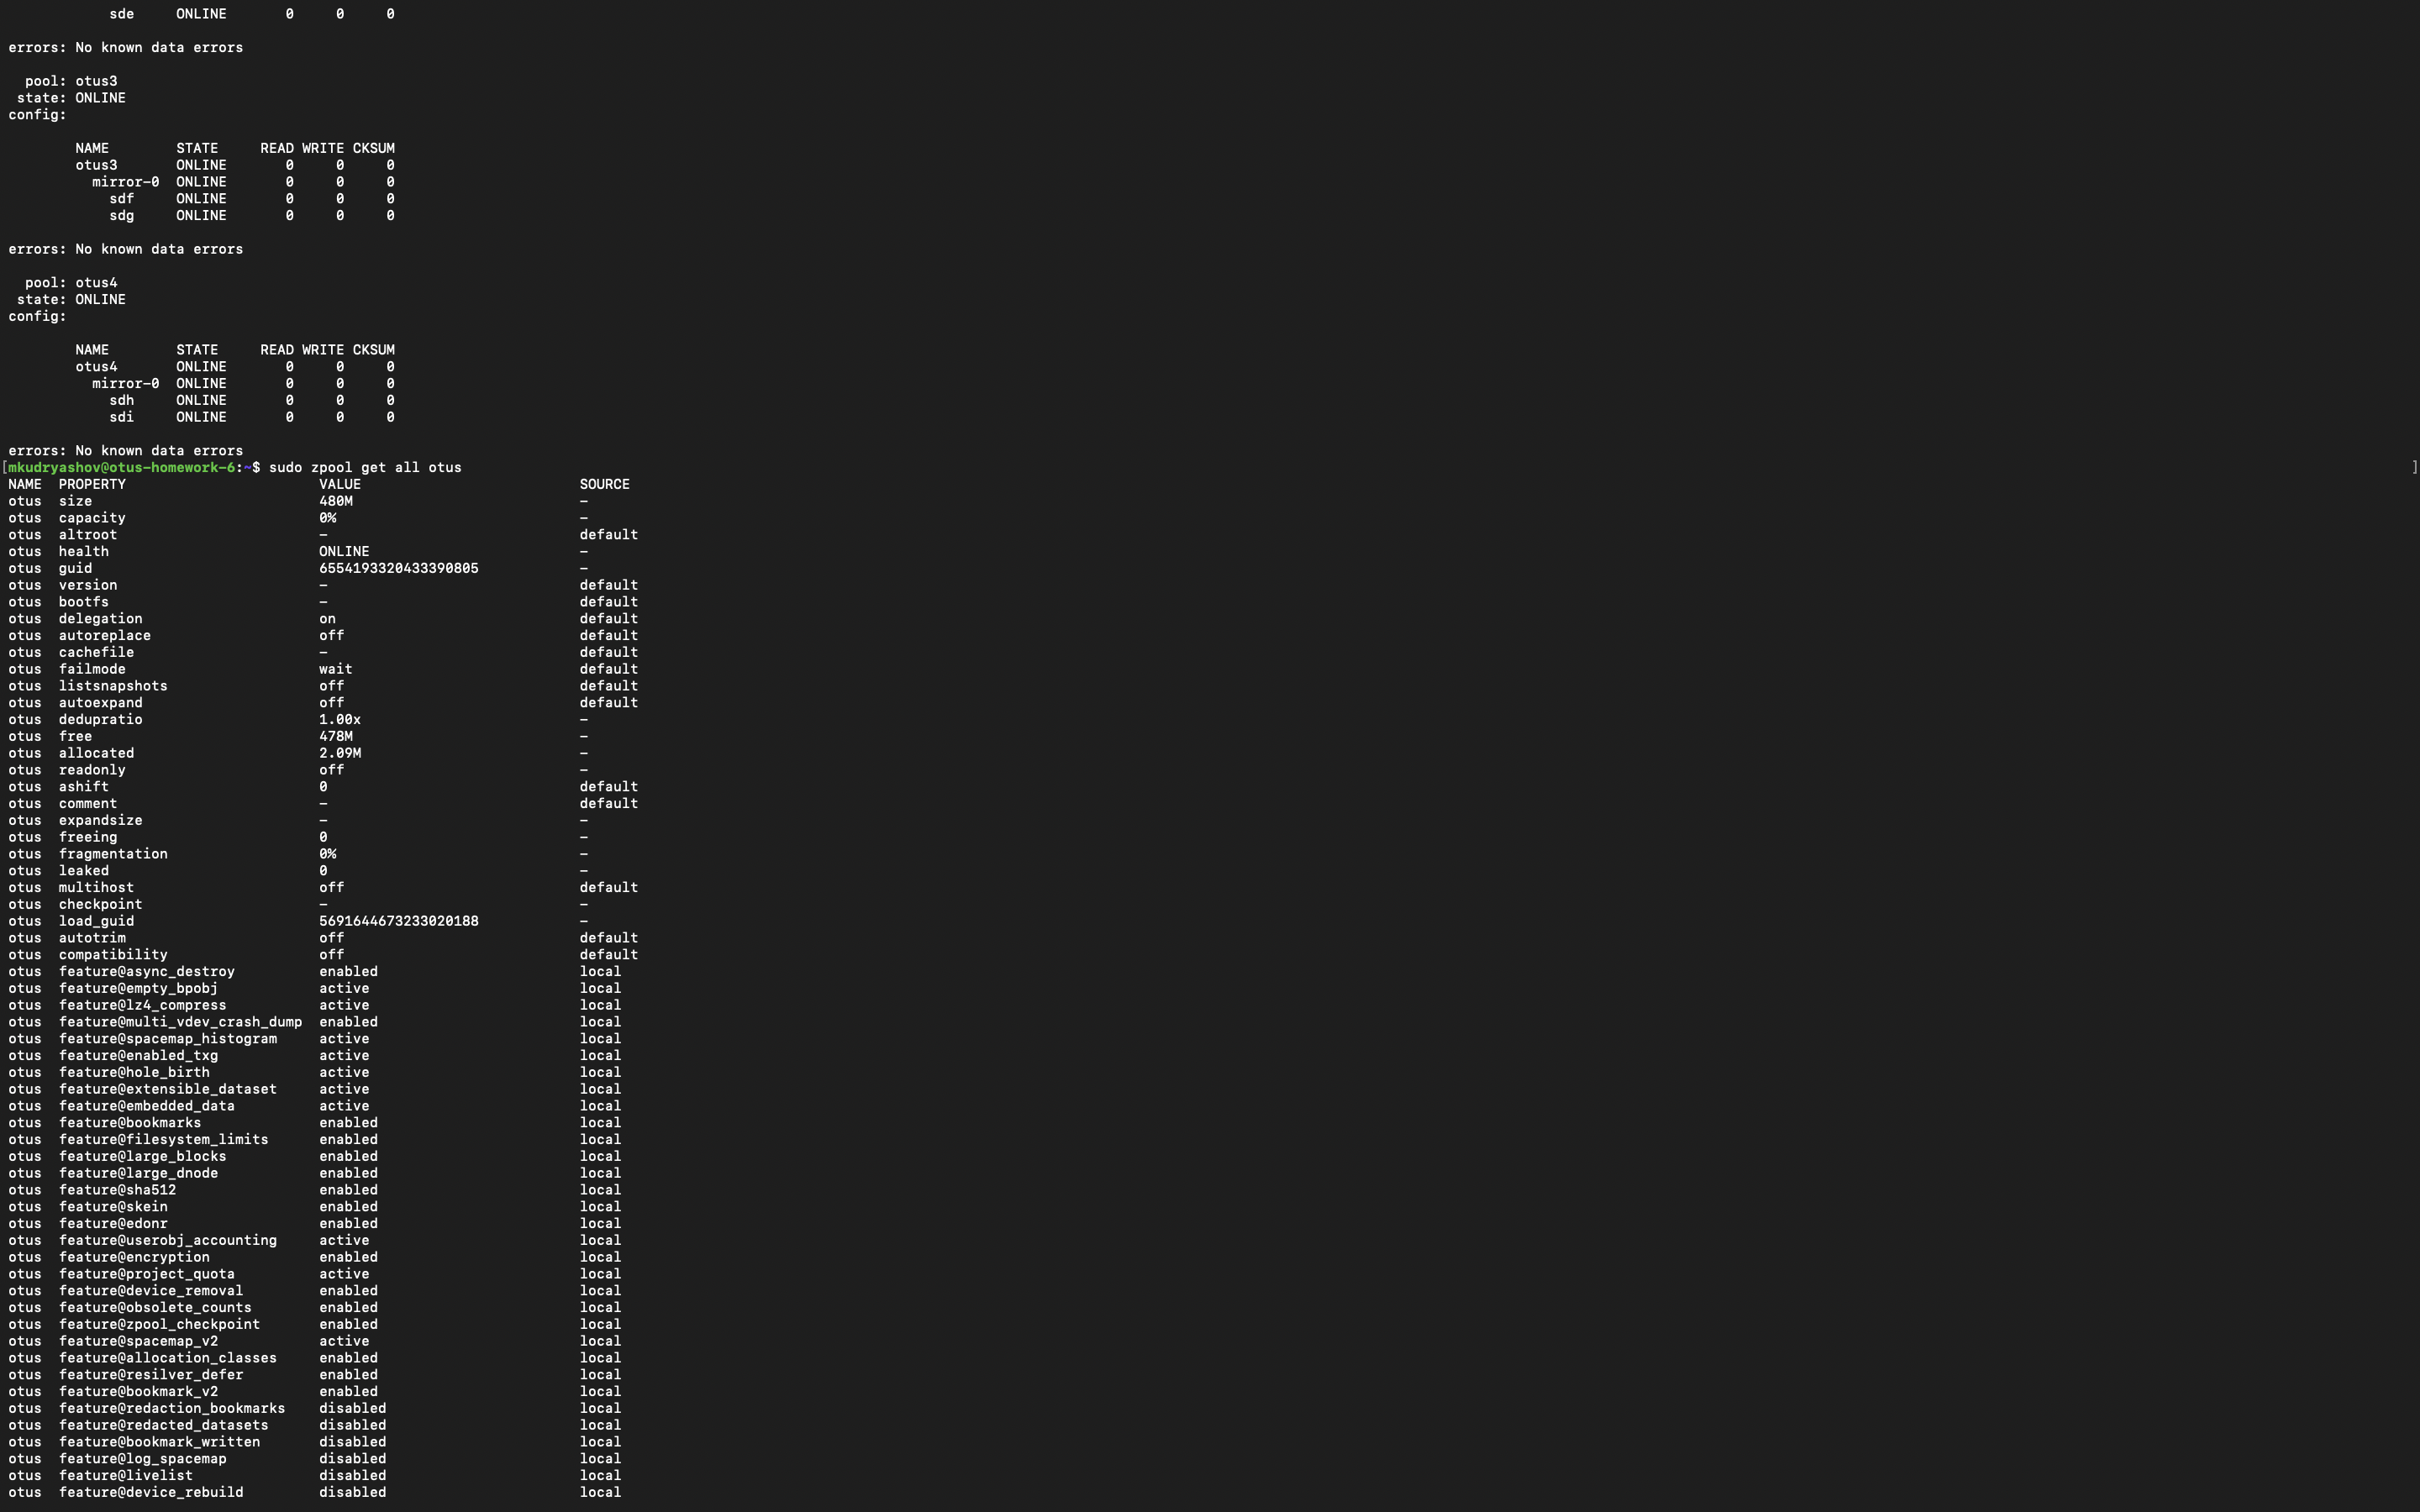 sde     ONLINE       0     0     0
errors: No known data errors
pool: otus3
state: ONLINE
config:
NAME        STATE     READ WRITE CKSUM
otus3       ONLINE       0     0     0
mirror-0  ONLINE       0     0     0
sdf     ONLINE       0     0     0
sdg     ONLINE       0     0     0
errors: No known data errors
pool: otus4
state: ONLINE
config:
NAME        STATE     READ WRITE CKSUM
otus4       ONLINE       0     0     0
mirror-0  ONLINE       0     0     0
sdh     ONLINE       0     0     0
sdi     ONLINE       0     0     0
errors: No known data errors
[mkudryashov@otus-homework-6:~$ sudo zpool get all otus ]
NAME  PROPERTY                       VALUE                          SOURCE
otus  size                           480M                           -
otus  capacity                       0%                             -
otus  altroot                        -                              default
otus  health                         ONLINE                         -
otus  guid                           6554193320433390805            -
otus  version                        -                              default
otus  bootfs                         -                              default
otus  delegation                     on                             default
otus  autoreplace                    off                            default
otus  cachefile                      -                              default
otus  failmode                       wait                           default
otus  listsnapshots                  off                            default
otus  autoexpand                     off                            default
otus  dedupratio                     1.00x                          -
otus  free                           478M                           -
otus  allocated                      2.09M                          -
otus  readonly                       off                            -
otus  ashift                         0                              default
otus  comment                        -                              default
otus  expandsize                     -                              -
otus  freeing                        0                              -
otus  fragmentation                  0%                             -
otus  leaked                         0                              -
otus  multihost                      off                            default
otus  checkpoint                     -                              -
otus  load_guid                      5691644673233020188            -
otus  autotrim                       off                            default
otus  compatibility                  off                            default
otus  feature@async_destroy          enabled                        local
otus  feature@empty_bpobj            active                         local
otus  feature@lz4_compress           active                         local
otus  feature@multi_vdev_crash_dump  enabled                        local
otus  feature@spacemap_histogram     active                         local
otus  feature@enabled_txg            active                         local
otus  feature@hole_birth             active                         local
otus  feature@extensible_dataset     active                         local
otus  feature@embedded_data          active                         local
otus  feature@bookmarks              enabled                        local
otus  feature@filesystem_limits      enabled                        local
otus  feature@large_blocks           enabled                        local
otus  feature@large_dnode            enabled                        local
otus  feature@sha512                 enabled                        local
otus  feature@skein                  enabled                        local
otus  feature@edonr                  enabled                        local
otus  feature@userobj_accounting     active                         local
otus  feature@encryption             enabled                        local
otus  feature@project_quota          active                         local
otus  feature@device_removal         enabled                        local
otus  feature@obsolete_counts        enabled                        local
otus  feature@zpool_checkpoint       enabled                        local
otus  feature@spacemap_v2            active                         local
otus  feature@allocation_classes     enabled                        local
otus  feature@resilver_defer         enabled                        local
otus  feature@bookmark_v2            enabled                        local
otus  feature@redaction_bookmarks    disabled                       local
otus  feature@redacted_datasets      disabled                       local
otus  feature@bookmark_written       disabled                       local
otus  feature@log_spacemap           disabled                       local
otus  feature@livelist               disabled                       local
otus  feature@device_rebuild         disabled                       local